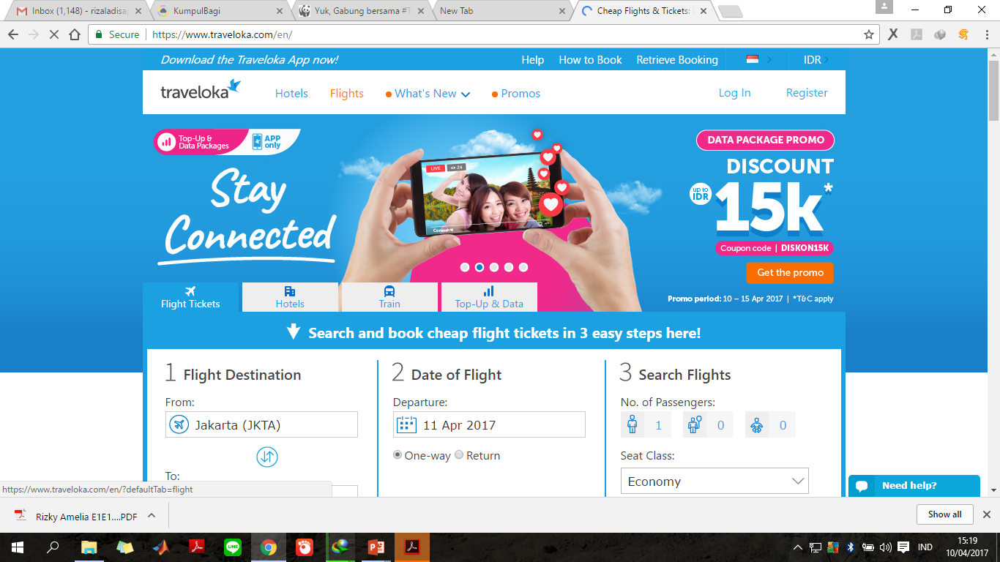 Inbox (1,148) - rizaladisa
KumpulBagi
Yuk, Gabung bersama #T
New Tab
Cheap Flights & Tickets:
Secure
https://www.traveloka.com/en/
Download the Traveloka App now!
Help
How to Book
Retrieve Booking
IDR
traveloka
Hotels
Flights
What's New
Promos
Log In
Register
Top-Up &
Data Packages
APP
only
Stay
Connected
LIVE
24
Comment
DATA PACKAGE PROMO
DISCOUNT
up to
IDR
15k*
Coupon code | DISKON15K
Get the promo
Promo period: 10 – 15 Apr 2017 | *T&C apply
Flight Tickets
Hotels
Train
Top-Up & Data
Search and book cheap flight tickets in 3 easy steps here!
1 Flight Destination
From:
Jakarta (JKTA)
To:
2 Date of Flight
Departure:
11 Apr 2017
One-way
Return
3 Search Flights
No. of Passengers:
1
0
0
Seat Class:
Economy
https://www.traveloka.com/en/?defaultTab=flight
Need help?
Rizky Amelia E1E1....PDF
Show all
LINE
IND
15:19
10/04/2017